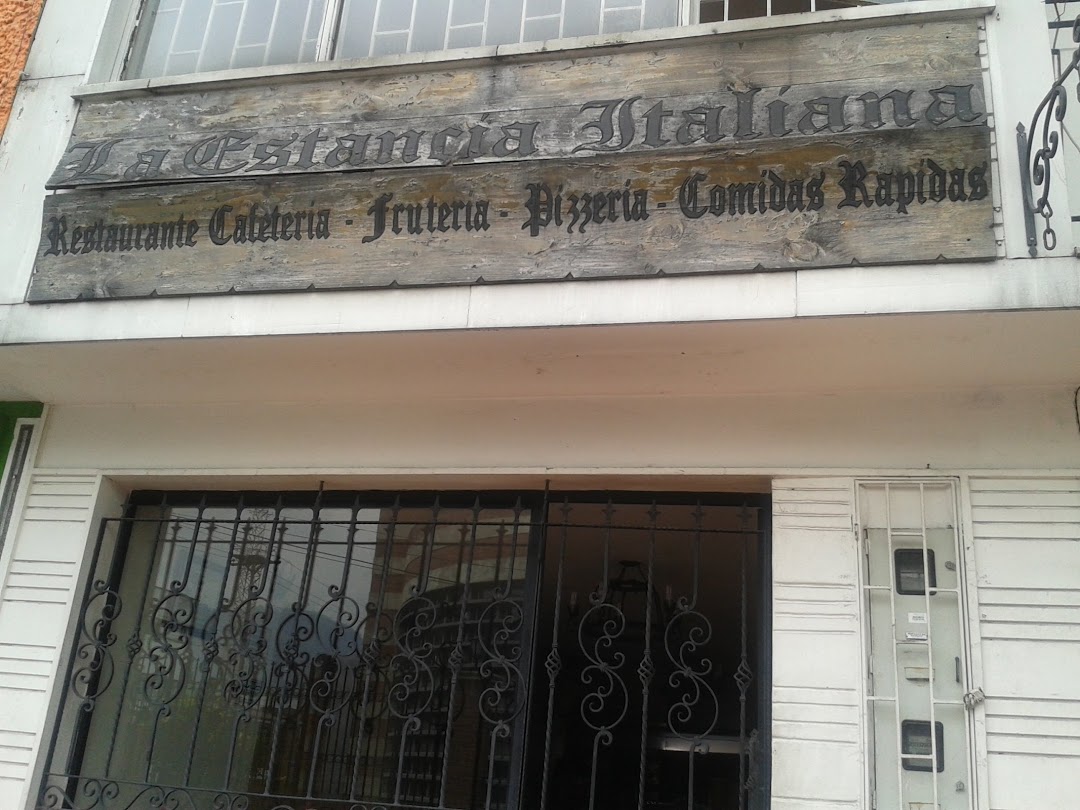 La Estancia Italiana
Restaurante Cafeteria - Fruteria - Pizzeria - Comidas Rapidas